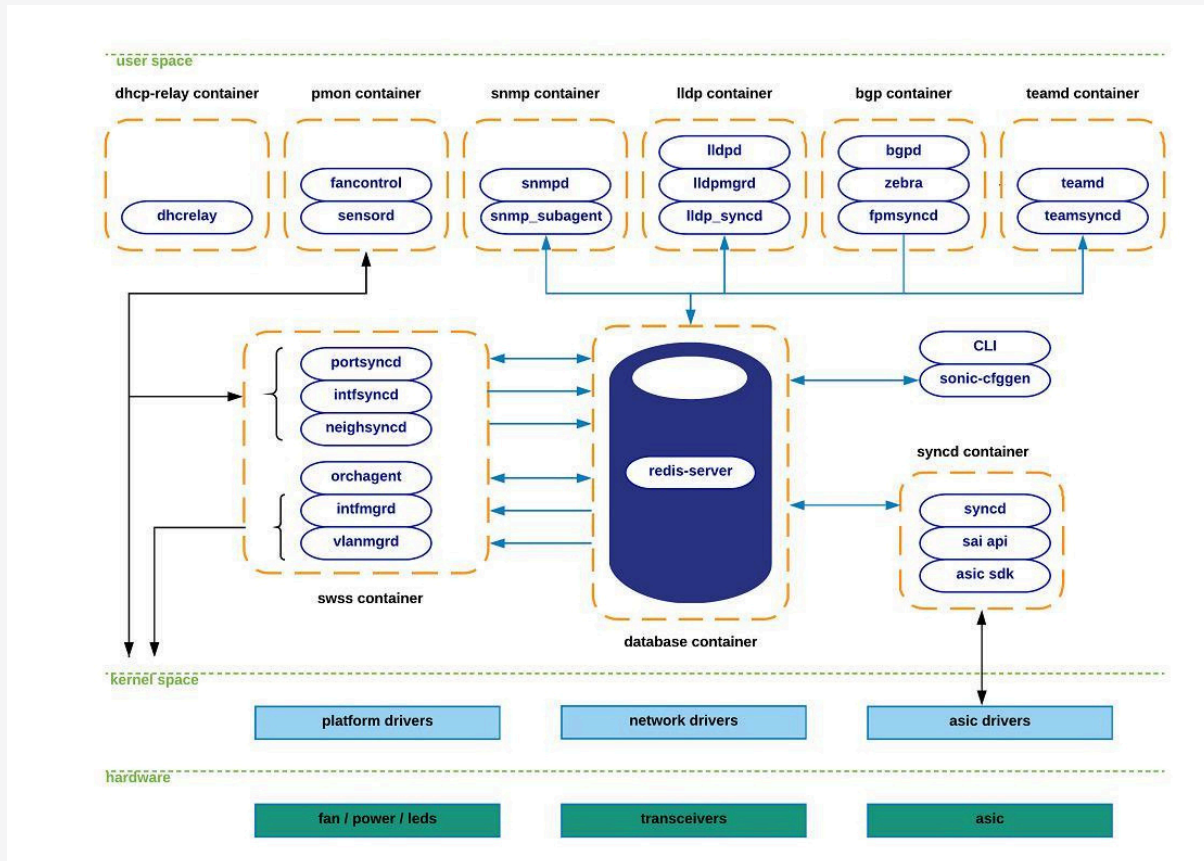 user space
dhcp-relay container
pmon container
snmp container
lldp container
bgp container
teamd container
dhcrelay
fancontrol
sensord
snmpd
snmp_subagent
lldpd
lldpmgrd
lldp_syncd
bgpd
zebra
fpmsyncd
teamd
teamsyncd
portsyncd
intfsyncd
neighsyncd
orchagent
intfmgrd
vlanmgrd
swss container
redis-server
database container
CLI
sonic-cfggen
syncd container
syncd
sai api
asic sdk
kernel space
platform drivers
network drivers
asic drivers
hardware
fan / power / leds
transceivers
asic